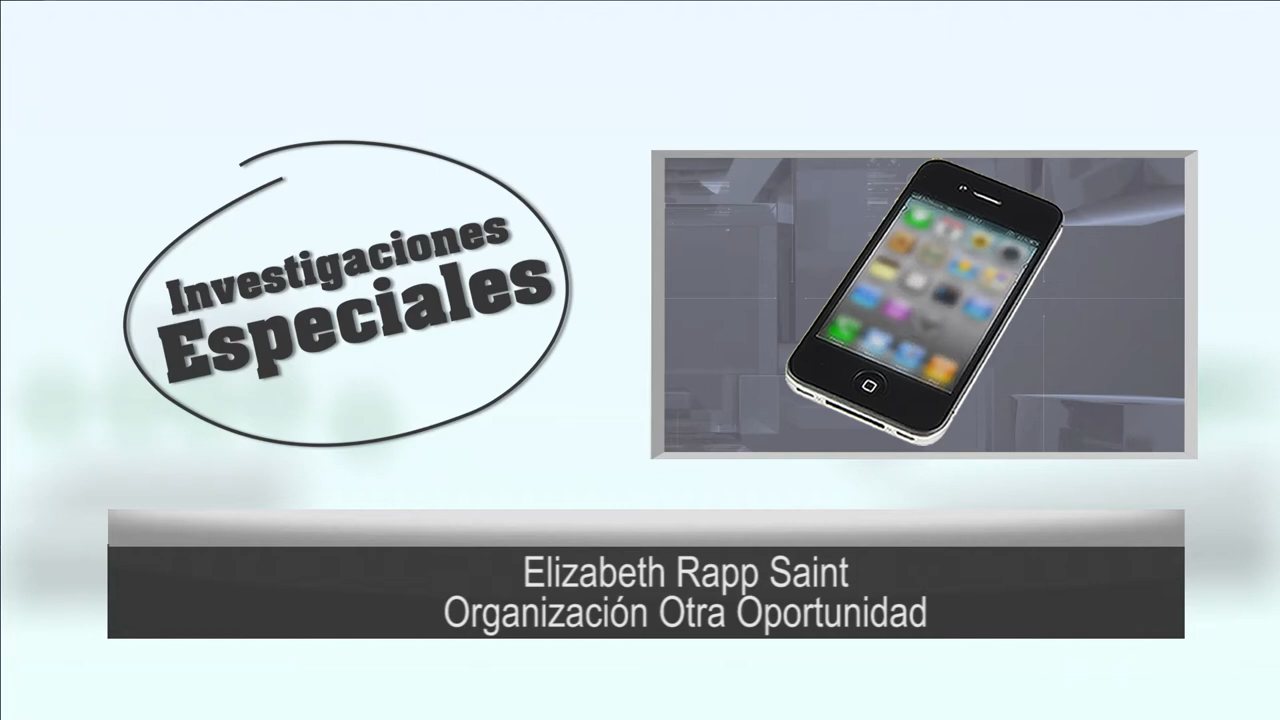 Investigaciones
Especiales
Elizabeth Rapp Saint
Organización Otra Oportunidad